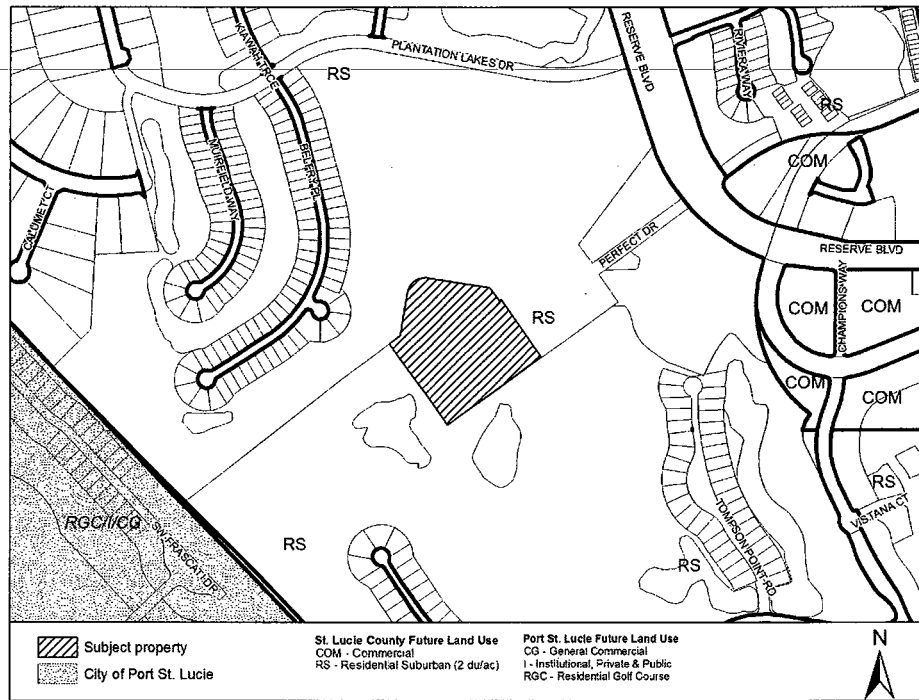 KIAWAH TRCE
PLANTATION LAKES DR
RESERVE BLVD
RIVIERA WAY
RS
RS
COM
MUIRFIELD WAY
CALUMET CT
PERFECT DR
RESERVE BLVD
CHAMPIONS WAY
COM
COM
RS
COM
COM
RS
VISTANA CT
RGC/I/CG
SW FRASCATI DR
RS
RS
TOMPSON POINT RD
Subject property
City of Port St. Lucie
St. Lucie County Future Land Use
COM - Commercial
RS - Residential Suburban (2 du/ac)
Port St. Lucie Future Land Use
CG - General Commercial
I - Institutional, Private & Public
RGC - Residential Golf Course
N